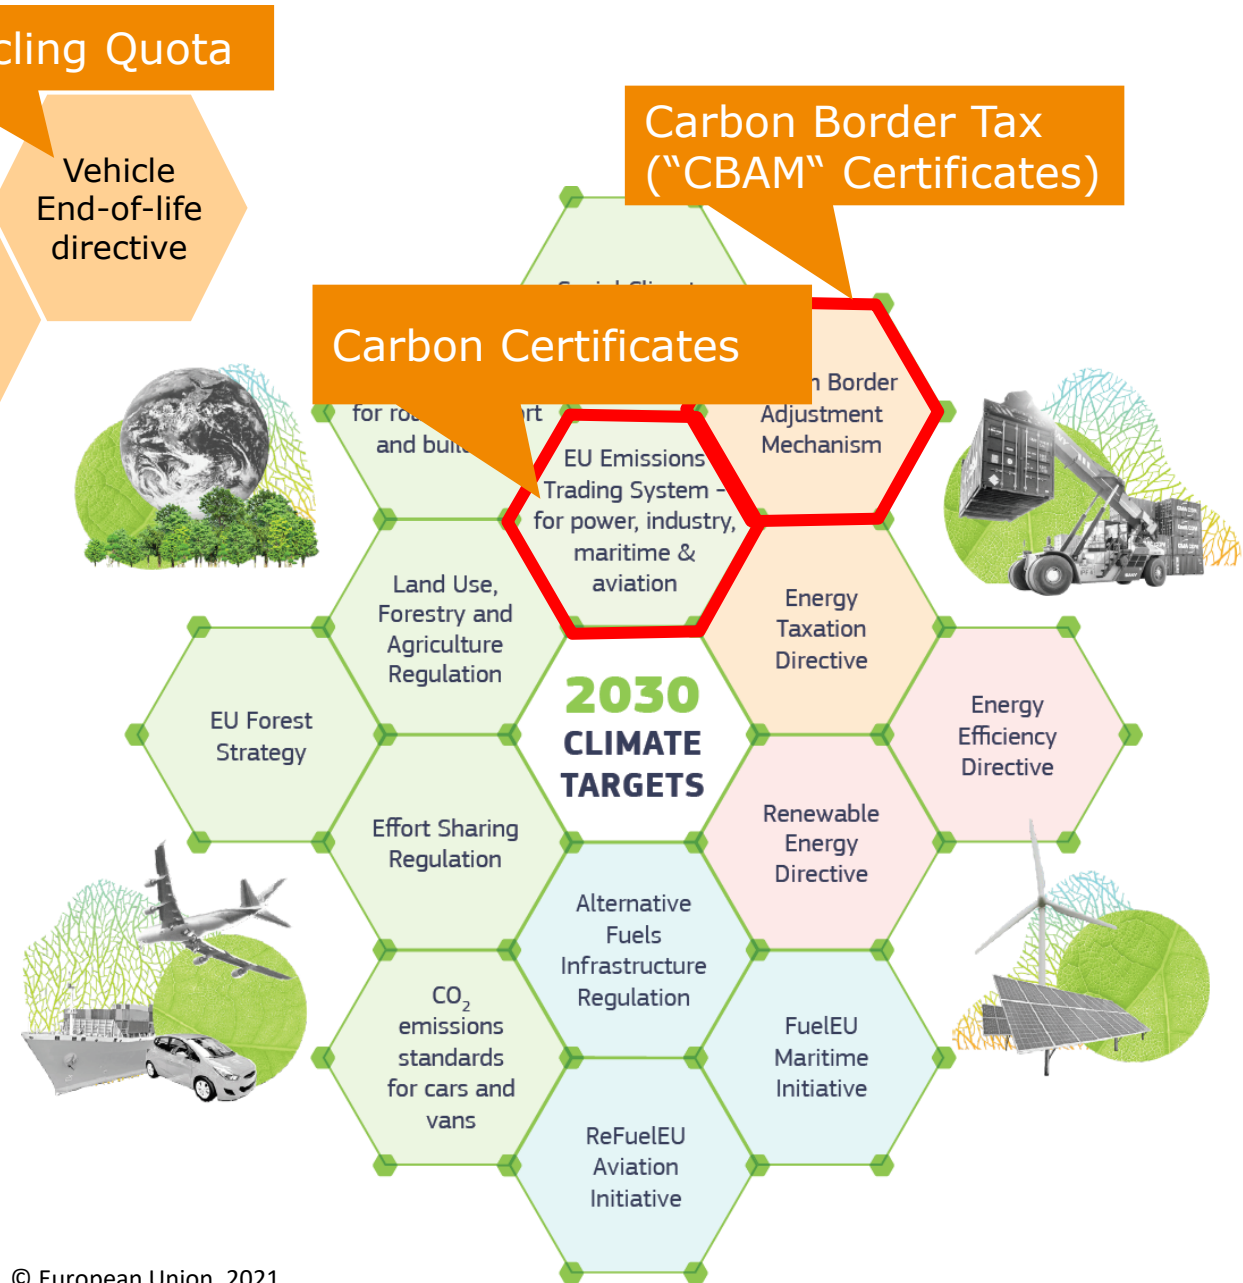 Quota
Vehicle
End-of-life
directive
Carbon Border Tax
(“CBAM“ Certificates)
Carbon Certificates
Border
Adjustment
Mechanism
for
and
EU Emissions
Trading System -
for power, industry,
maritime &
aviation
Land Use,
Forestry and
Agriculture
Regulation
Energy
Taxation
Directive
2030
CLIMATE
TARGETS
EU Forest
Strategy
Energy
Efficiency
Directive
Effort Sharing
Regulation
Renewable
Energy
Directive
Alternative
Fuels
Infrastructure
Regulation
CO₂
emissions
standards
for cars and
vans
FuelEU
Maritime
Initiative
ReFuelEU
Aviation
Initiative
© European Union, 2021